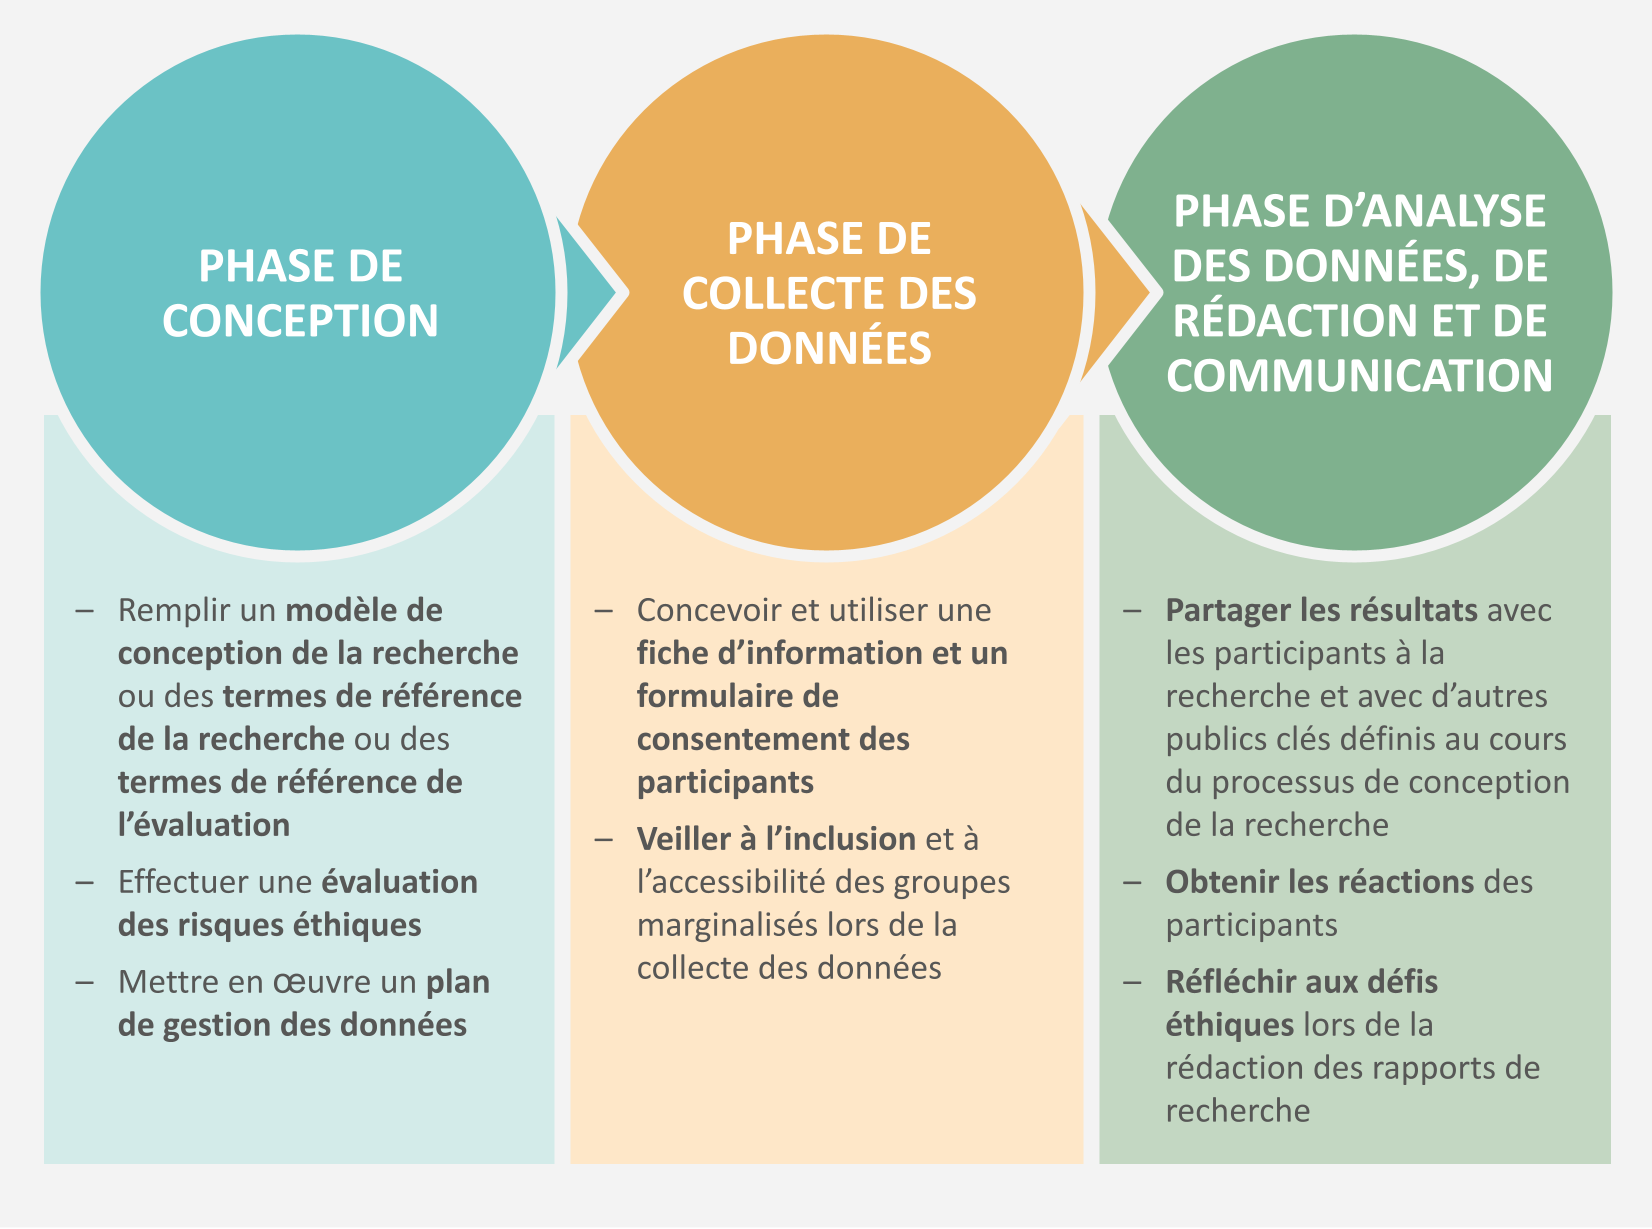 PHASE DE
CONCEPTION
– Remplir un modèle de
conception de la recherche
ou des termes de référence
de la recherche ou des
termes de référence de
l’évaluation
– Effectuer une évaluation
des risques éthiques
– Mettre en œuvre un plan
de gestion des données
PHASE DE
COLLECTE DES
DONNÉES
– Concevoir et utiliser une
fiche d’information et un
formulaire de
consentement des
participants
– Veiller à l’inclusion et à
l’accessibilité des groupes
marginalisés lors de la
collecte des données
PHASE D’ANALYSE
DES DONNÉES, DE
RÉDACTION ET DE
COMMUNICATION
– Partager les résultats avec
les participants à la
recherche et avec d’autres
publics clés définis au cours
du processus de conception
de la recherche
– Obtenir les réactions des
participants
– Réfléchir aux défis
éthiques lors de la
rédaction des rapports de
recherche